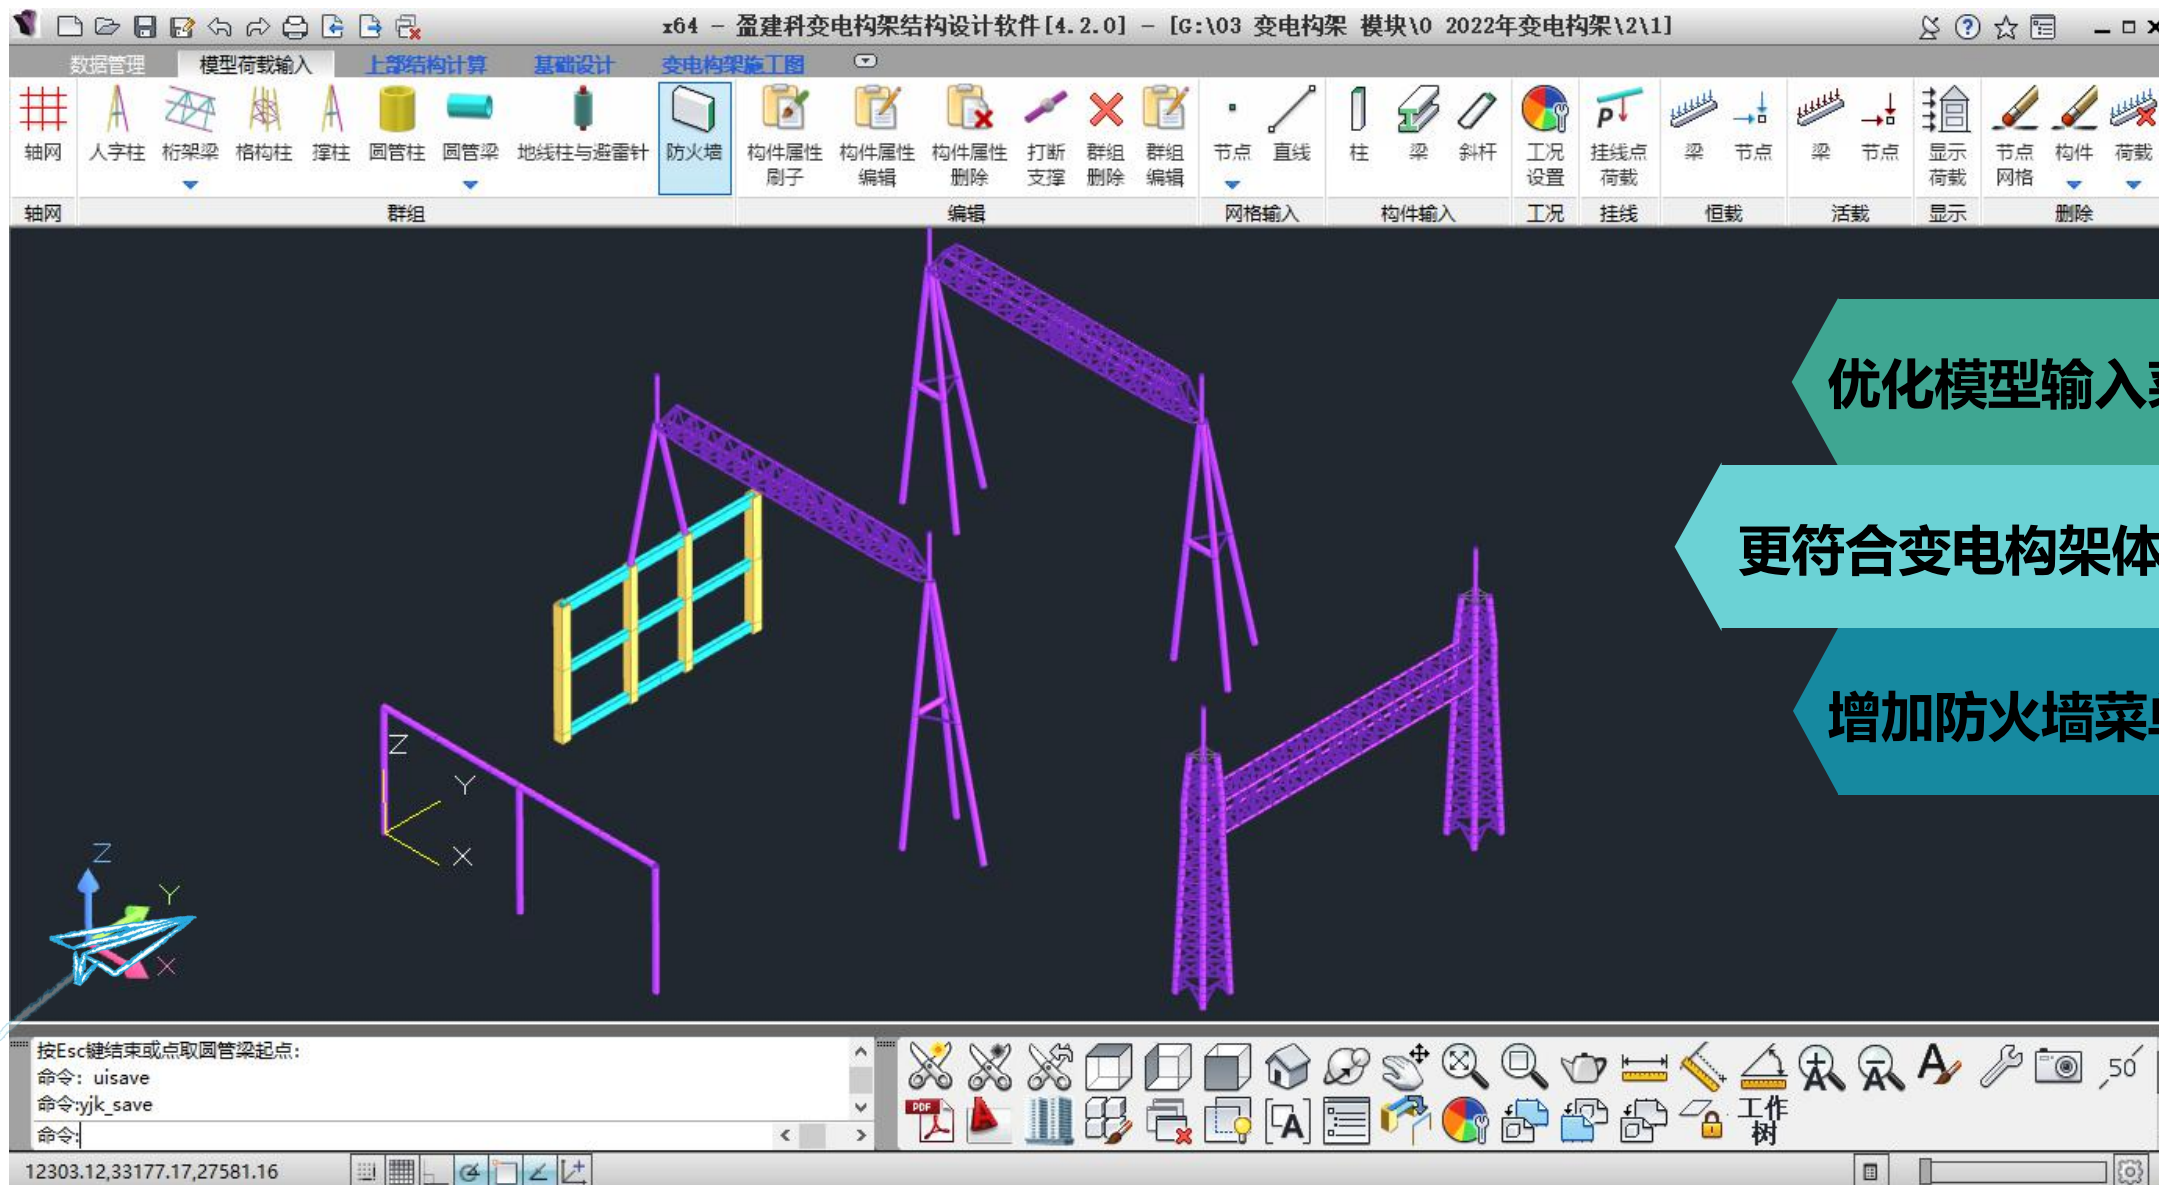 x64 - 盈建科变电构架结构设计软件[4.2.0] - [G:\03 变电构架 模块\0 2022年变电构架\2\1]
数据管理 模型荷载输入 上部结构计算 基础设计 变电构架施工图
轴网 人字柱 桁架梁 格构柱 撑柱 圆管柱 圆管梁 地线柱与避雷针 防火墙 构件属性刷子 构件属性编辑 构件属性删除 打断支撑 群组删除 群组编辑 节点 直线 柱 梁 斜杆 工况设置 挂线点荷载 梁 节点 梁 节点 显示荷载 节点网格 构件 荷载
轴网 群组 编辑 网格输入 构件输入 工况 挂线 恒载 活载 显示 删除
P
优化模型输入
更符合变电构架体
增加防火墙菜
Z
Y
X
Z
Y
X
按Esc键结束或点取圆管梁起点:
命令: uisave
命令:yjk_save
命令:
PDF
A
A
A
[A]
50
工作树
12303.12,33177.17,27581.16